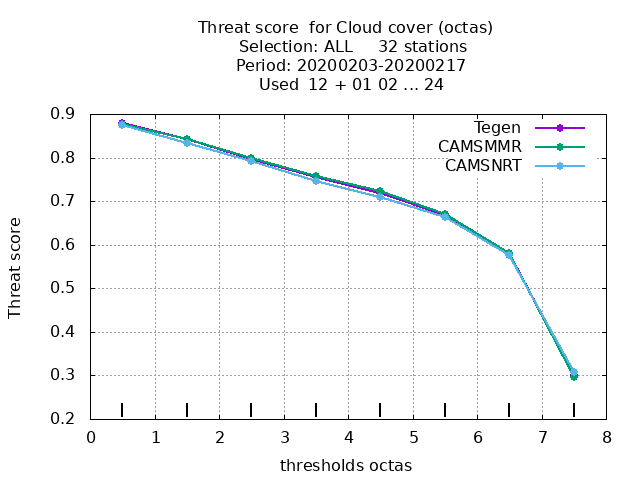 Threat score  for Cloud cover (octas)
Selection: ALL     32 stations
Period: 20200203-20200217
Used  12 + 01 02 ... 24
Tegen
CAMSMMR
CAMSNRT
0.9
0.8
0.7
0.6
0.5
0.4
0.3
0.2
Threat score
0 1 2 3 4 5 6 7 8
thresholds octas